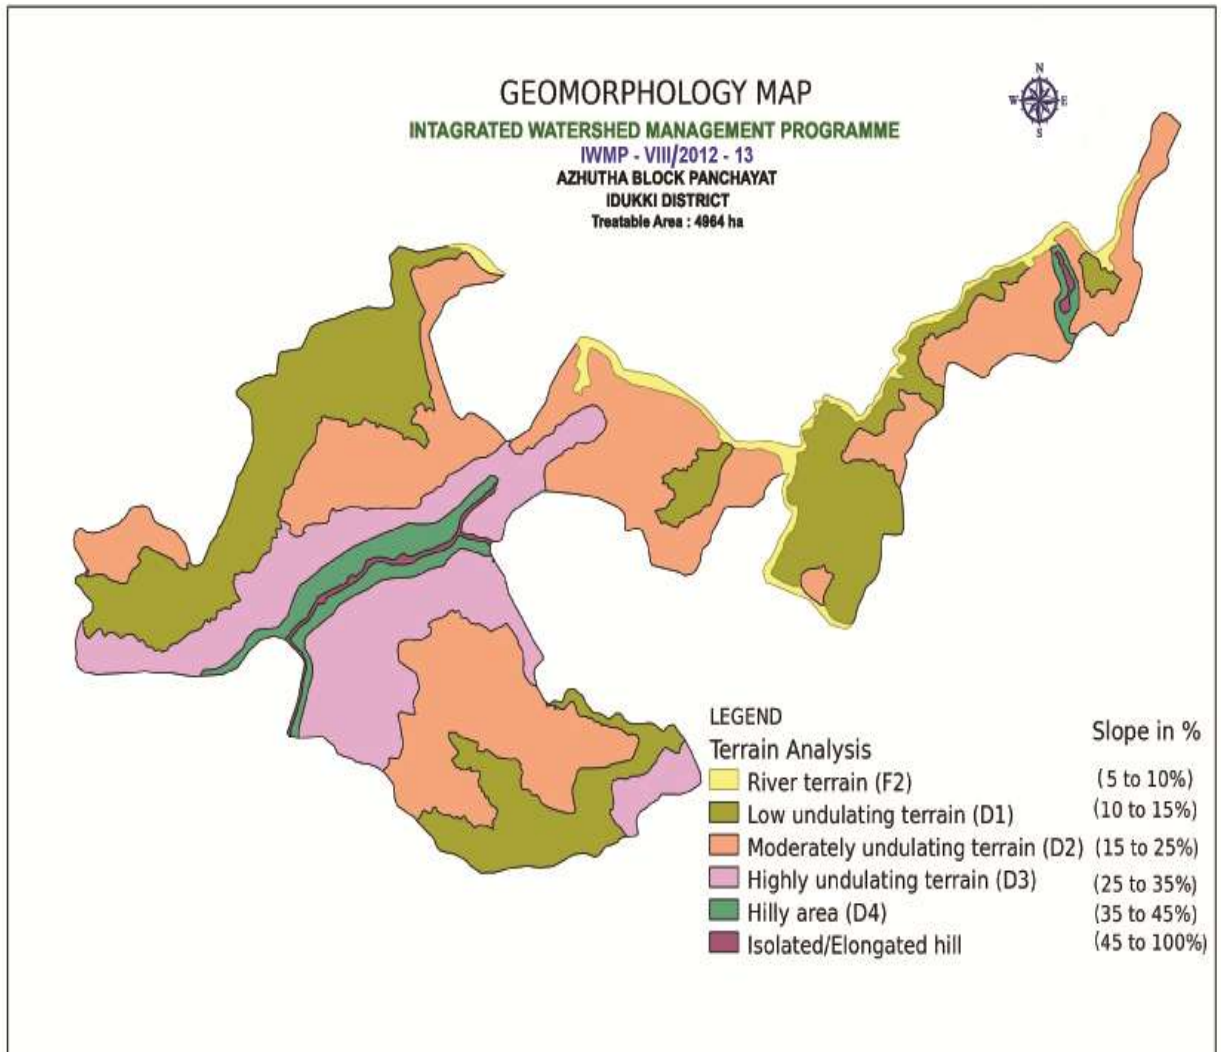 GEOMORPHOLOGY MAP
INTAGRATED WATERSHED MANAGEMENT PROGRAMME
IWMP - VIII/2012 - 13
AZHUTHA BLOCK PANCHAYAT
IDUKKI DISTRICT
Treatable Area : 4964 ha
N
W E
S
LEGEND
Terrain Analysis Slope in %
River terrain (F2) (5 to 10%)
Low undulating terrain (D1) (10 to 15%)
Moderately undulating terrain (D2) (15 to 25%)
Highly undulating terrain (D3) (25 to 35%)
Hilly area (D4) (35 to 45%)
Isolated/Elongated hill (45 to 100%)